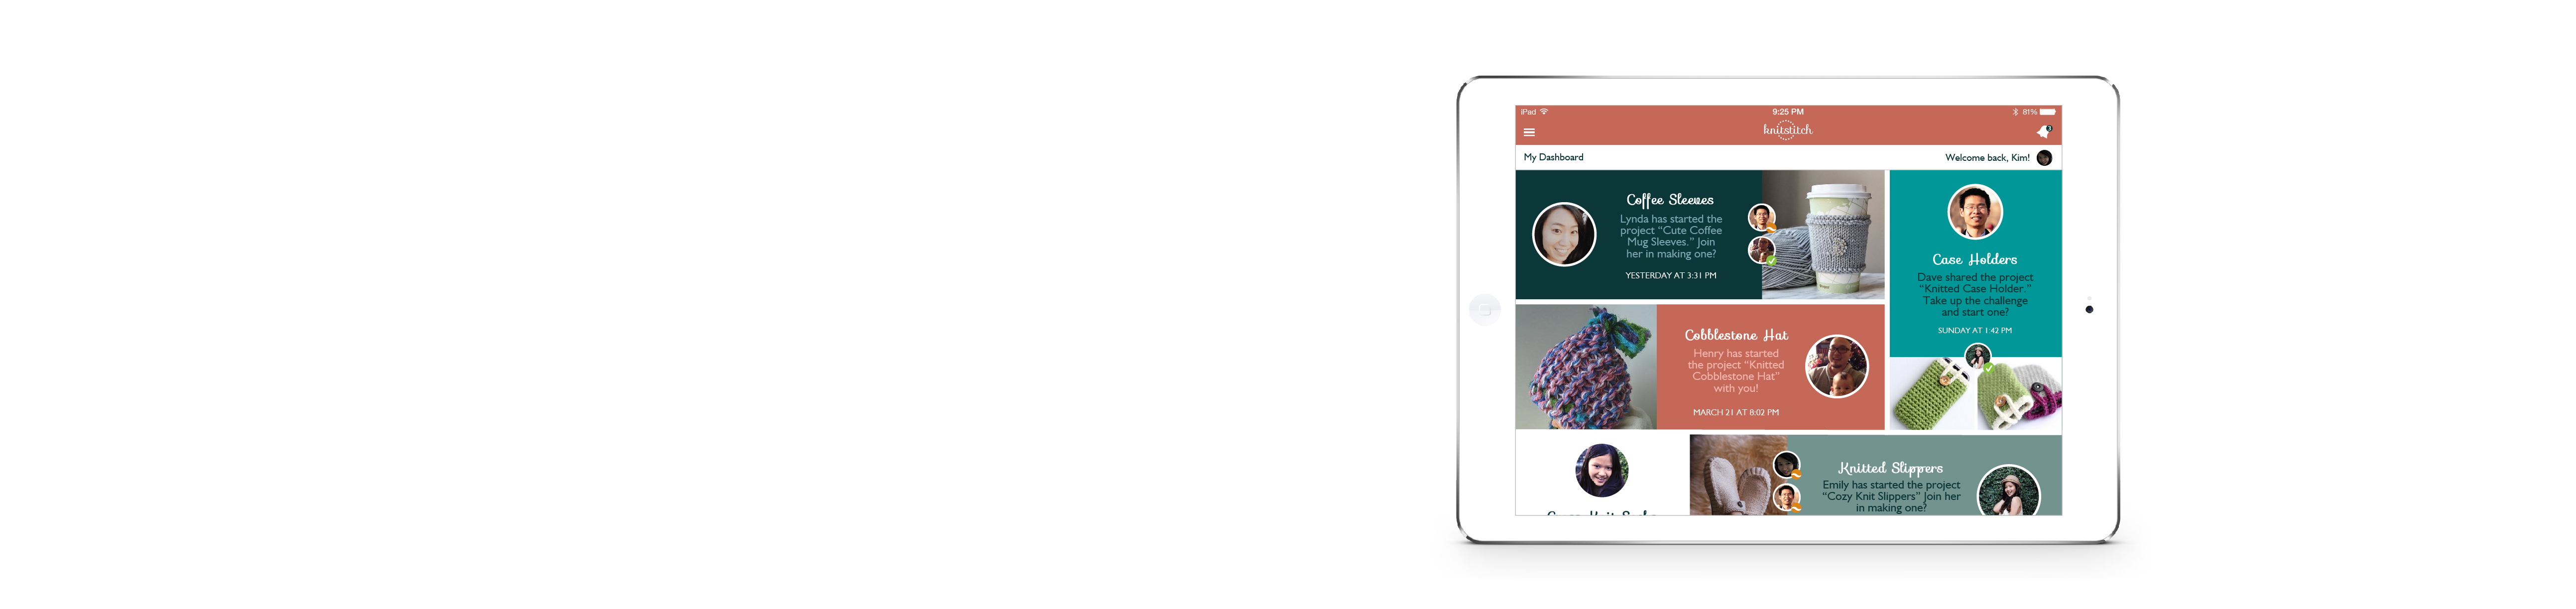 iPad
9:25 PM
81%
knitstitch
3
My Dashboard
Welcome back, Kim!
Coffee Sleeves
Lynda has started the
project “Cute Coffee
Mug Sleeves.” Join
her in making one?
YESTERDAY AT 3:31 PM
Case Holders
Dave shared the project
“Knitted Case Holder.”
Take up the challenge
and start one?
SUNDAY AT 1:42 PM
Cobblestone Hat
Henry has started
the project “Knitted
Cobblestone Hat”
with you!
MARCH 21 AT 8:02 PM
Knitted Slippers
Emily has started the project
“Cozy Knit Slippers” Join her
in making one?